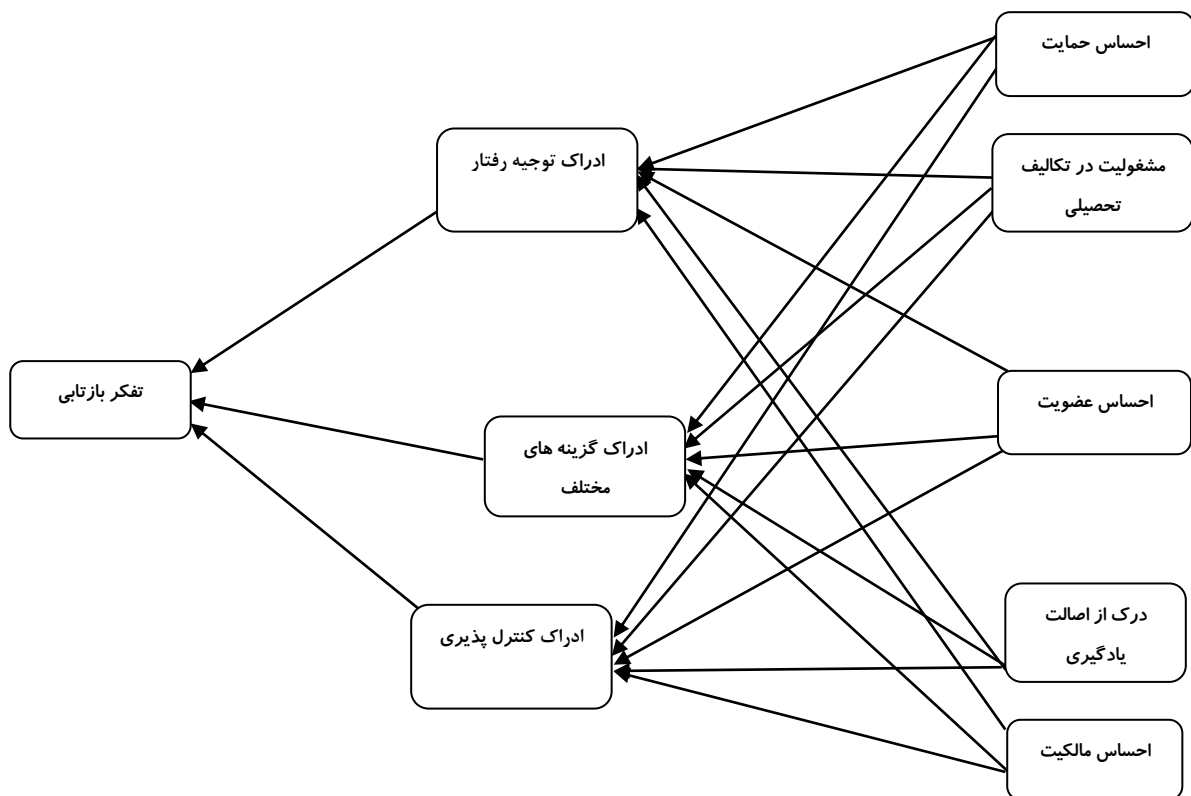 احساس حمایت
مشغولیت در تکالیف
تحصیلی
احساس عضویت
درک از اصالت
یادگیری
احساس مالکیت
ادراک توجیه رفتار
ادراک گزینه های
مختلف
ادراک کنترل پذیری
تفکر بازتابی